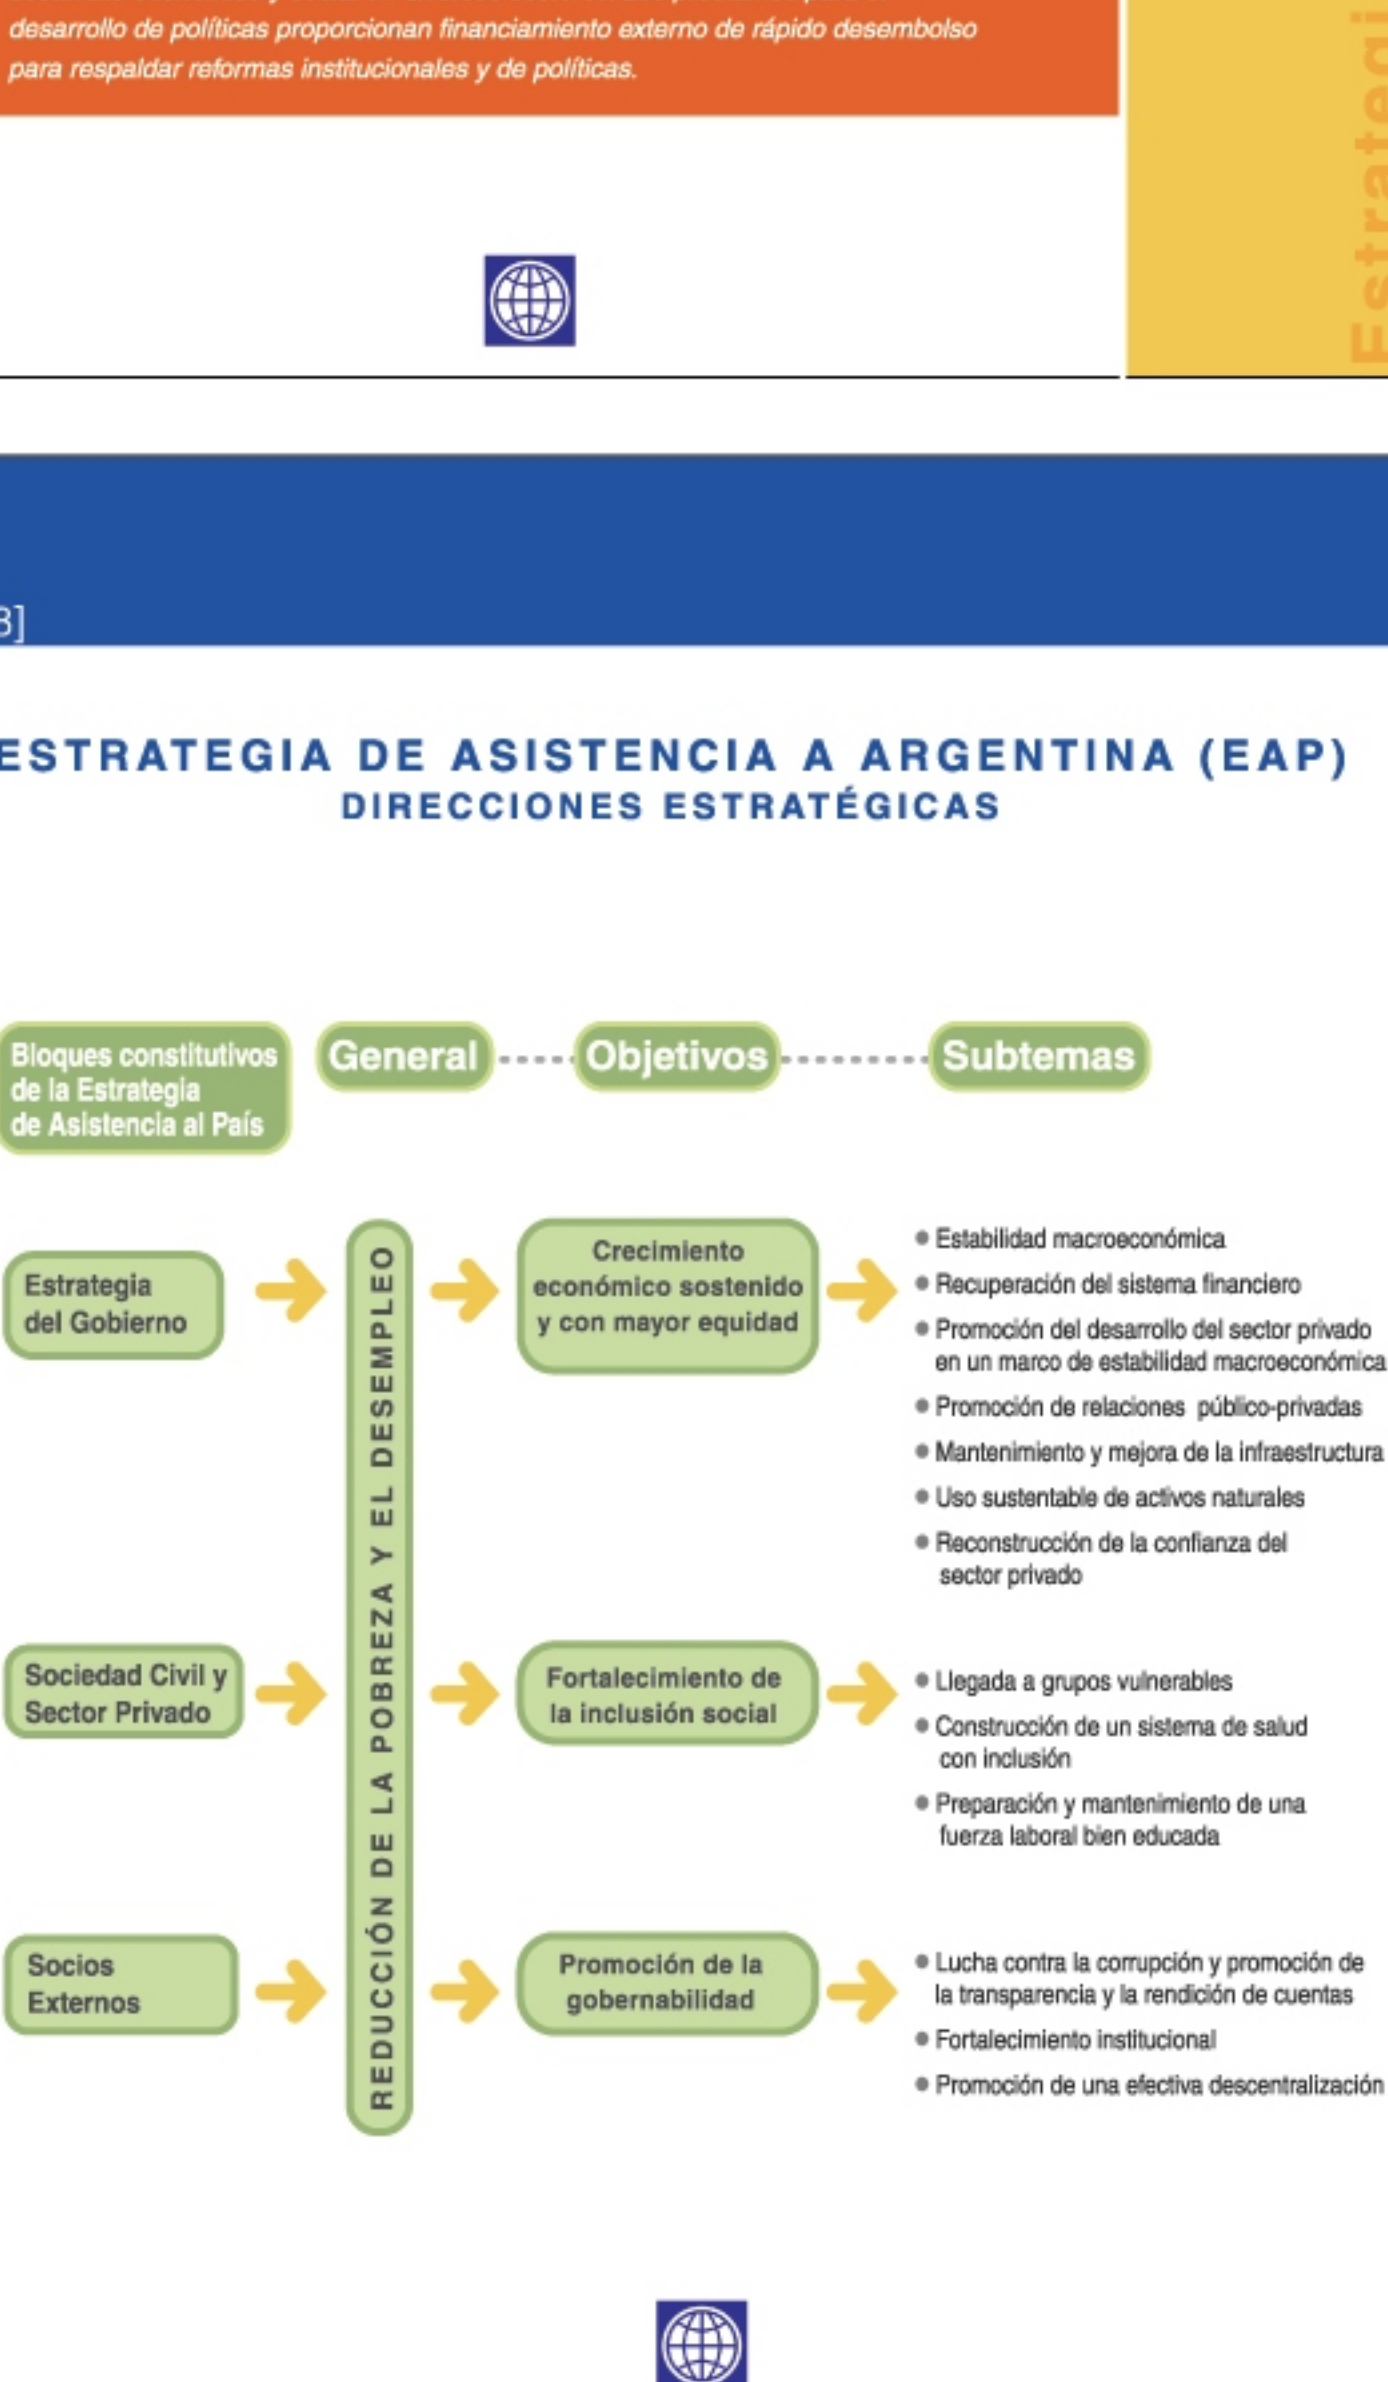 desarrollo de políticas proporcionan financiamiento externo de rápido desembolso
para respaldar reformas institucionales y de políticas.
Estrategi
3]
ESTRATEGIA DE ASISTENCIA A ARGENTINA (EAP)
DIRECCIONES ESTRATÉGICAS
Bloques constitutivos
de la Estrategia
de Asistencia al País
General
Objetivos
Subtemas
Estrategia
del Gobierno
Sociedad Civil y
Sector Privado
Socios
Externos
REDUCCIÓN DE LA POBREZA Y EL DESEMPLEO
Crecimiento
económico sostenido
y con mayor equidad
• Estabilidad macroeconómica
• Recuperación del sistema financiero
• Promoción del desarrollo del sector privado
en un marco de estabilidad macroeconómica
• Promoción de relaciones público-privadas
• Mantenimiento y mejora de la infraestructura
• Uso sustentable de activos naturales
• Reconstrucción de la confianza del
sector privado
Fortalecimiento de
la inclusión social
• Llegada a grupos vulnerables
• Construcción de un sistema de salud
con inclusión
• Preparación y mantenimiento de una
fuerza laboral bien educada
Promoción de la
gobernabilidad
• Lucha contra la corrupción y promoción de
la transparencia y la rendición de cuentas
• Fortalecimiento institucional
• Promoción de una efectiva descentralización